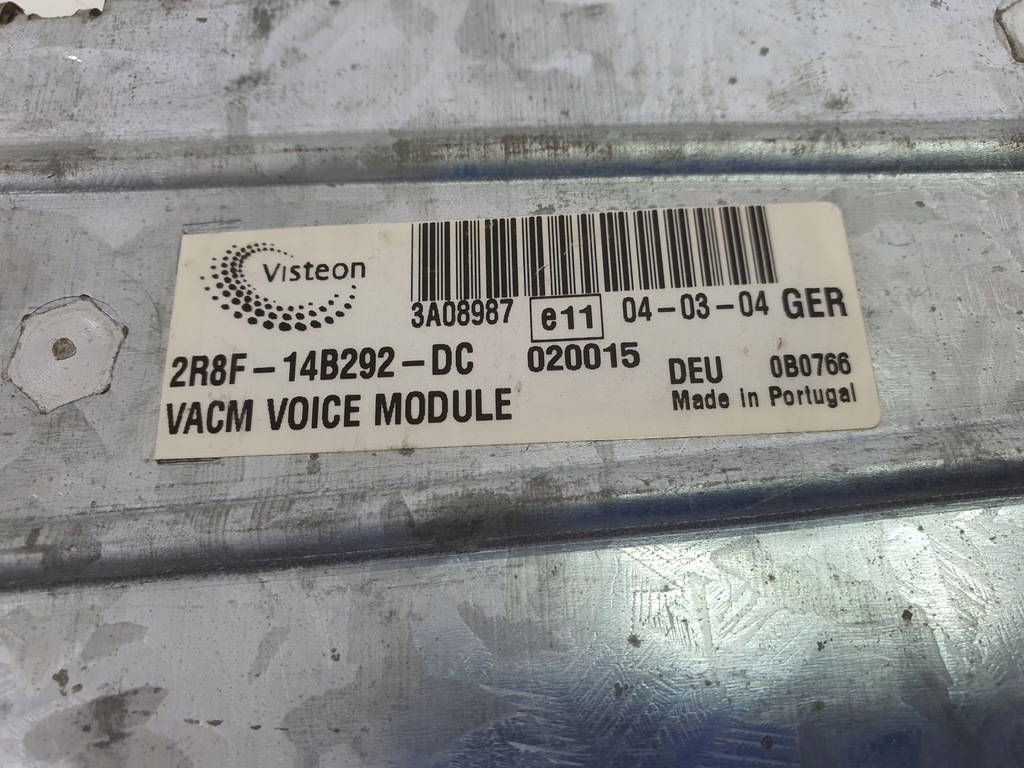 Visteon
3A08987 e11 04-03-04 GER
2R8F-14B292-DC 020015 DEU 0B0766
VACM VOICE MODULE Made in Portugal